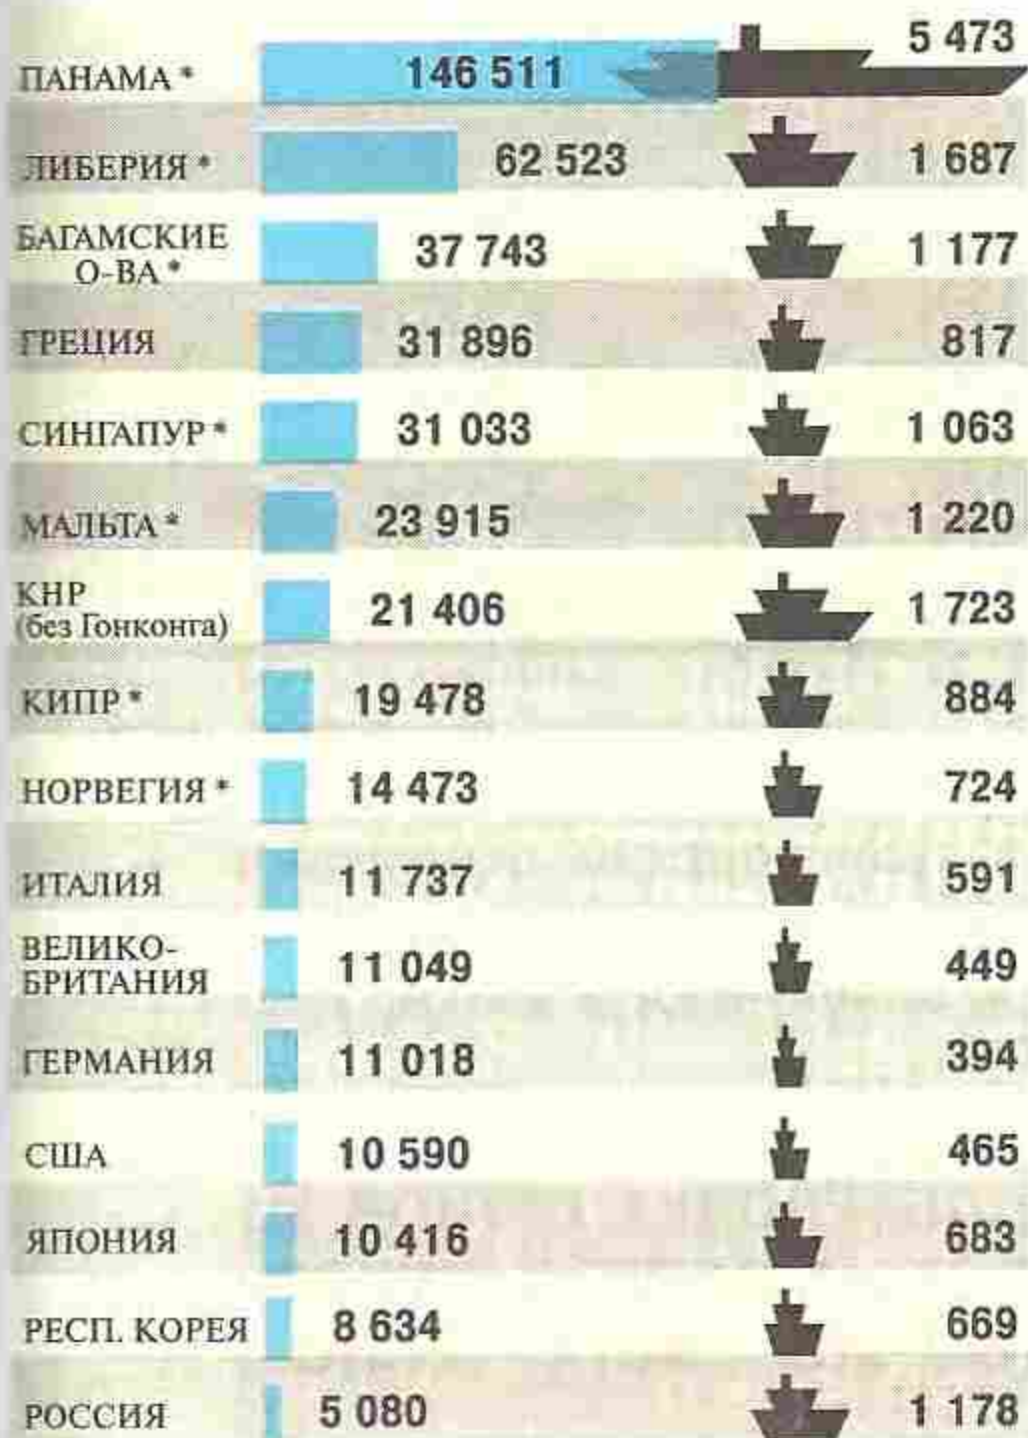 ПАНАМА * 146 511 5 473
ЛИБЕРИЯ * 62 523 1 687
БАГАМСКИЕ
О-ВА * 37 743 1 177
ГРЕЦИЯ 31 896 817
СИНГАПУР * 31 033 1 063
МАЛЬТА * 23 915 1 220
КНР
(без Гонконга) 21 406 1 723
КИПР * 19 478 884
НОРВЕГИЯ * 14 473 724
ИТАЛИЯ 11 737 591
ВЕЛИКО-
БРИТАНИЯ 11 049 449
ГЕРМАНИЯ 11 018 394
США 10 590 465
ЯПОНИЯ 10 416 683
РЕСП. КОРЕЯ 8 634 669
РОССИЯ 5 080 1 178